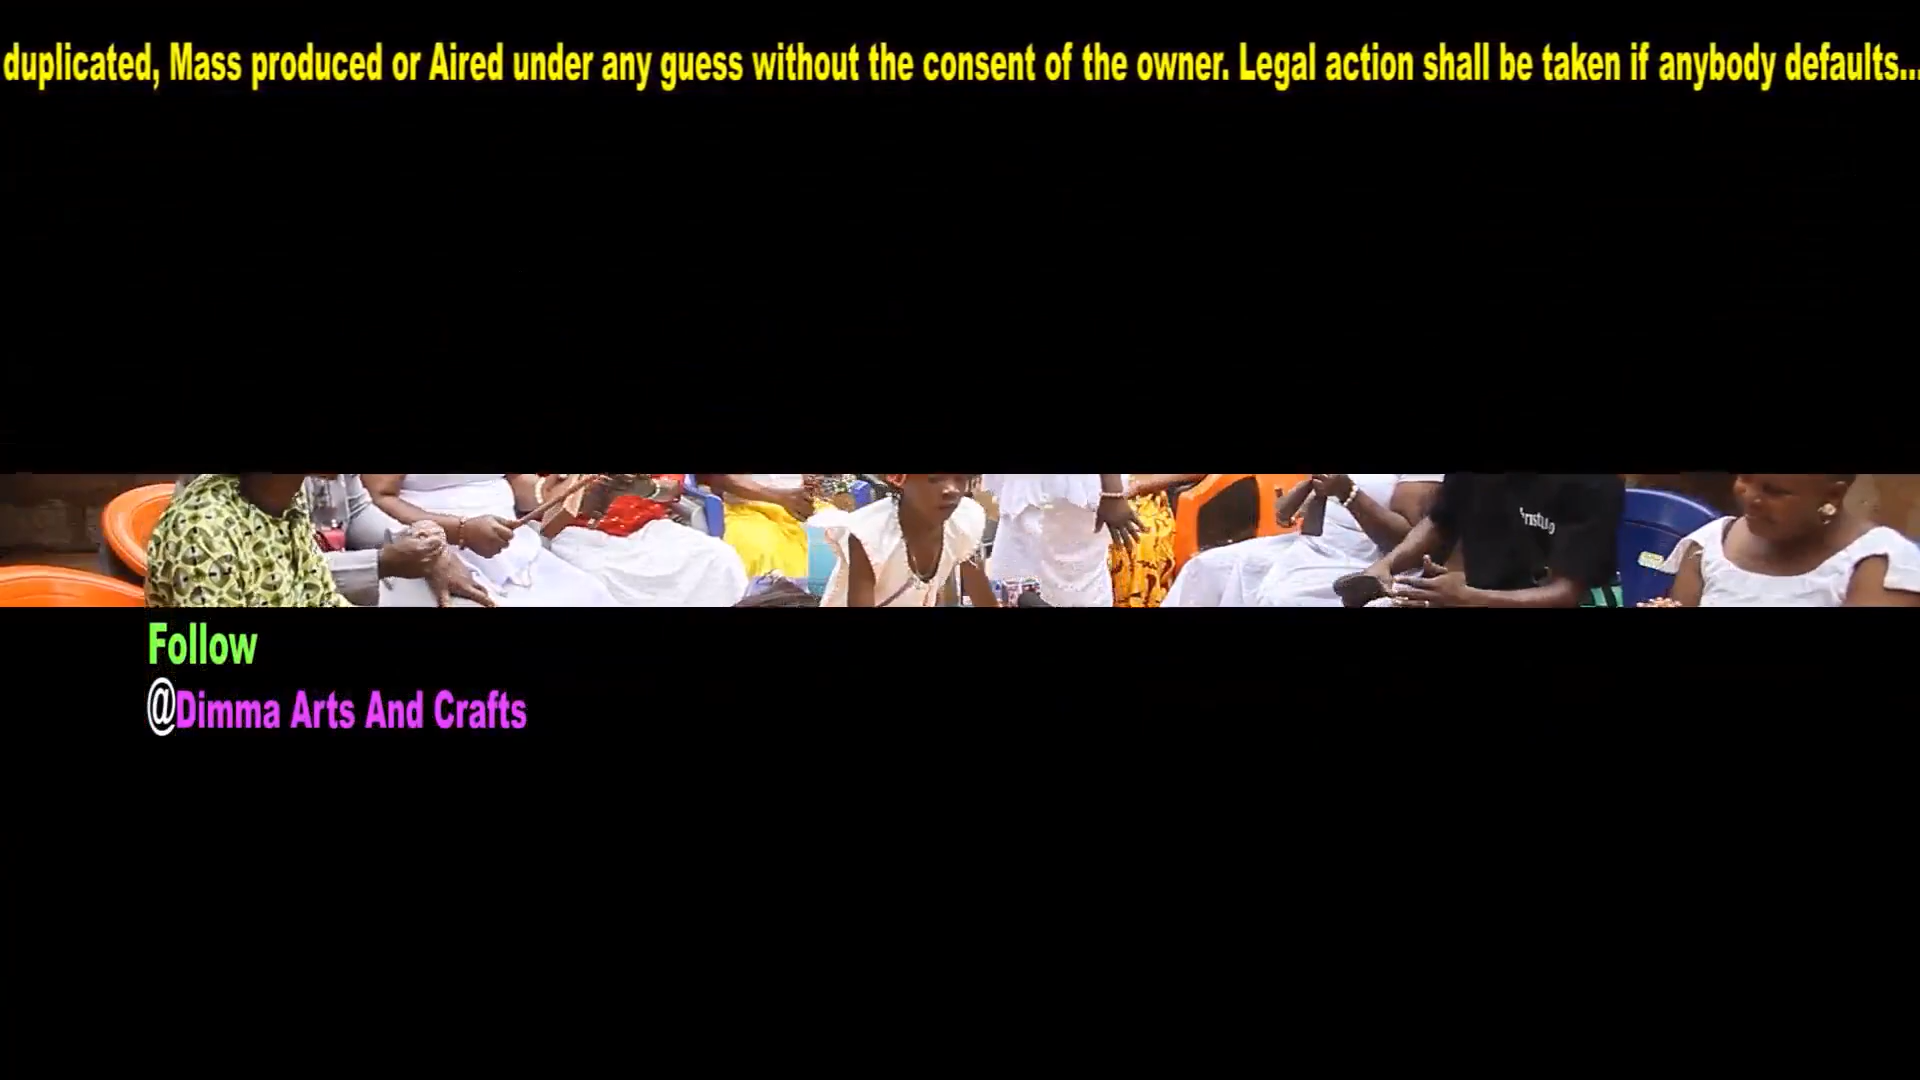 duplicated, Mass produced or Aired under any guess without the consent of the owner. Legal action shall be taken if anybody defaults...
Follow
@Dimma Arts And Crafts